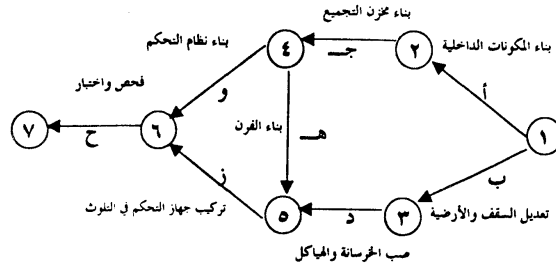 بناء مخزن التجميع
بناء المكونات الداخلية
بناء نظام التحكم
فحص واختبار
٢
جـ
٤
أ
و
١
بناء الفرن
هـ
٦
ح
٧
ب
ز
تعديل السقف والأرضية
٣
د
٥
تركيب جهاز التحكم في التلوث
صب الخرسانة والهياكل